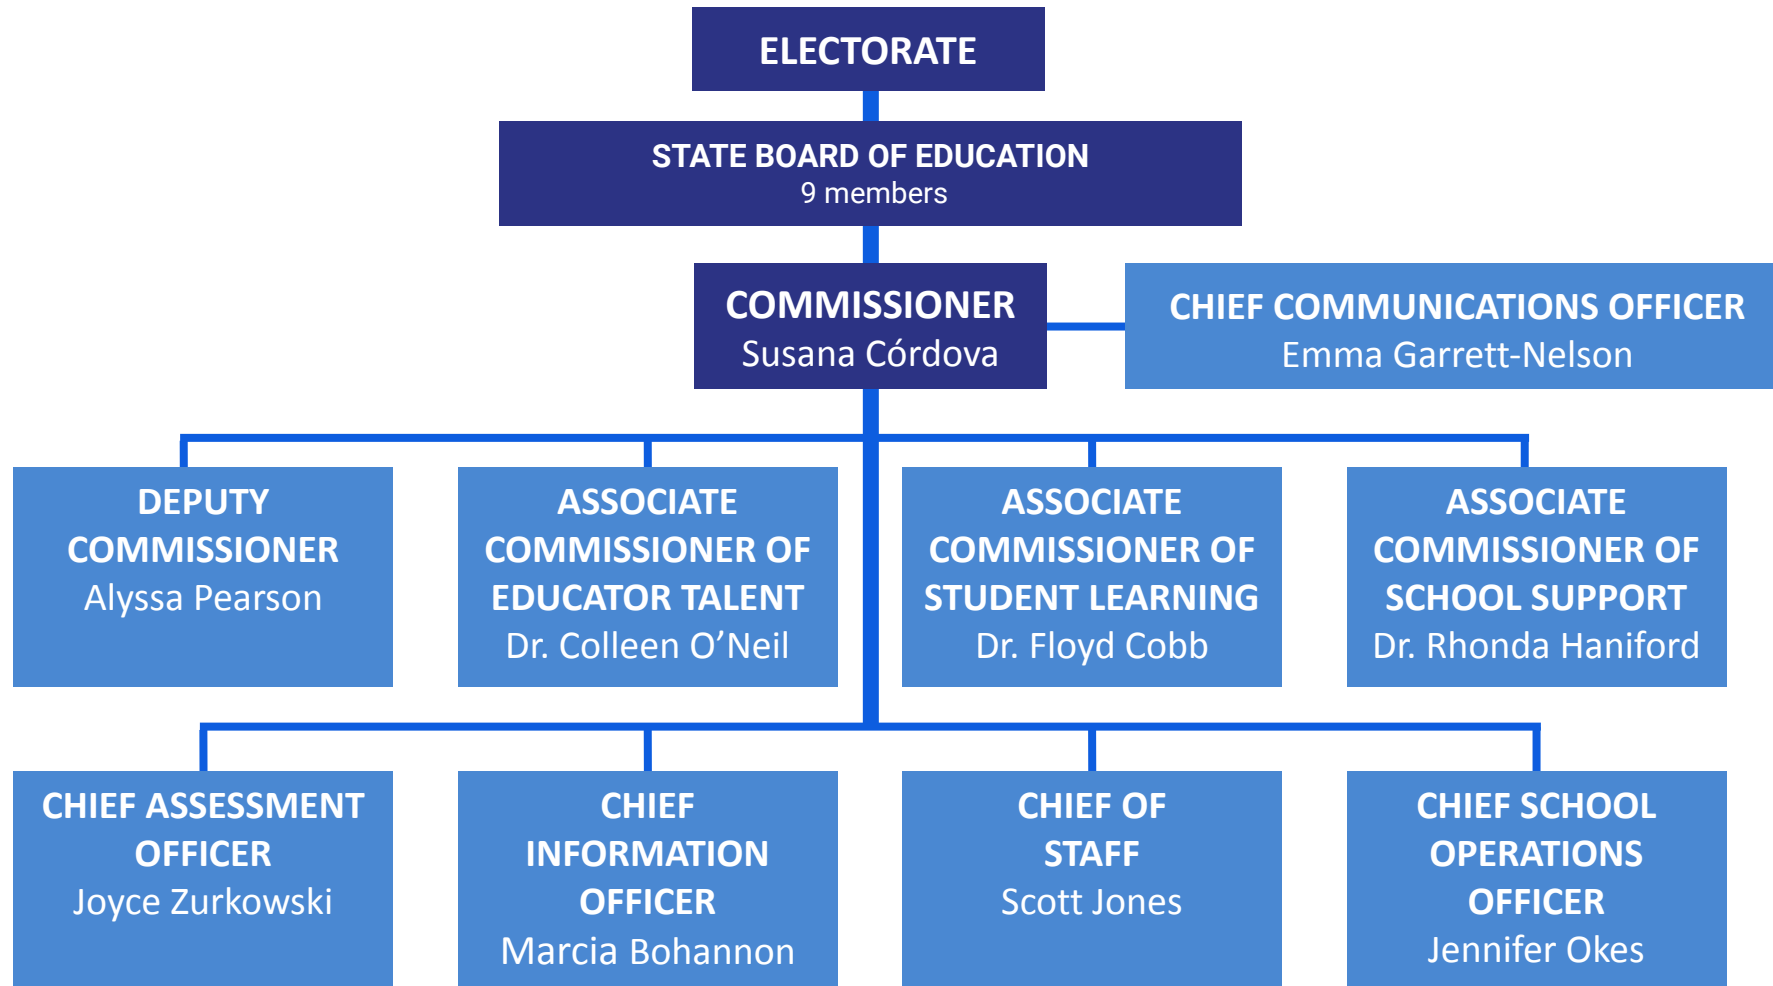 ELECTORATE
STATE BOARD OF EDUCATION
9 members
COMMISSIONER
Susana Córdova
CHIEF COMMUNICATIONS OFFICER
Emma Garrett-Nelson
DEPUTY
COMMISSIONER
Alyssa Pearson
ASSOCIATE
COMMISSIONER OF
EDUCATOR TALENT
Dr. Colleen O’Neil
ASSOCIATE
COMMISSIONER OF
STUDENT LEARNING
Dr. Floyd Cobb
ASSOCIATE
COMMISSIONER OF
SCHOOL SUPPORT
Dr. Rhonda Haniford
CHIEF ASSESSMENT
OFFICER
Joyce Zurkowski
CHIEF
INFORMATION
OFFICER
Marcia Bohannon
CHIEF OF
STAFF
Scott Jones
CHIEF SCHOOL
OPERATIONS
OFFICER
Jennifer Okes